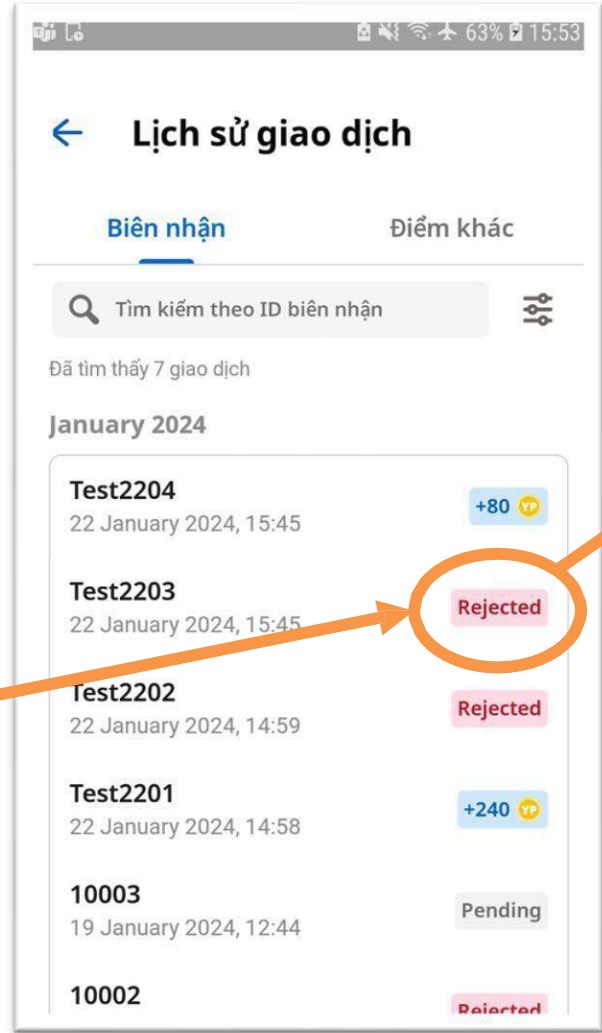 63% 15:53
Lịch sử giao dịch
Biên nhận Điểm khác
Tìm kiếm theo ID biên nhận
Đã tìm thấy 7 giao dịch
January 2024
Test2204
+80 YP
22 January 2024, 15:45
Test2203
Rejected
22 January 2024, 15:45
Test2202
Rejected
22 January 2024, 14:59
Test2201
+240 YP
22 January 2024, 14:58
10003
Pending
19 January 2024, 12:44
10002
Rejected